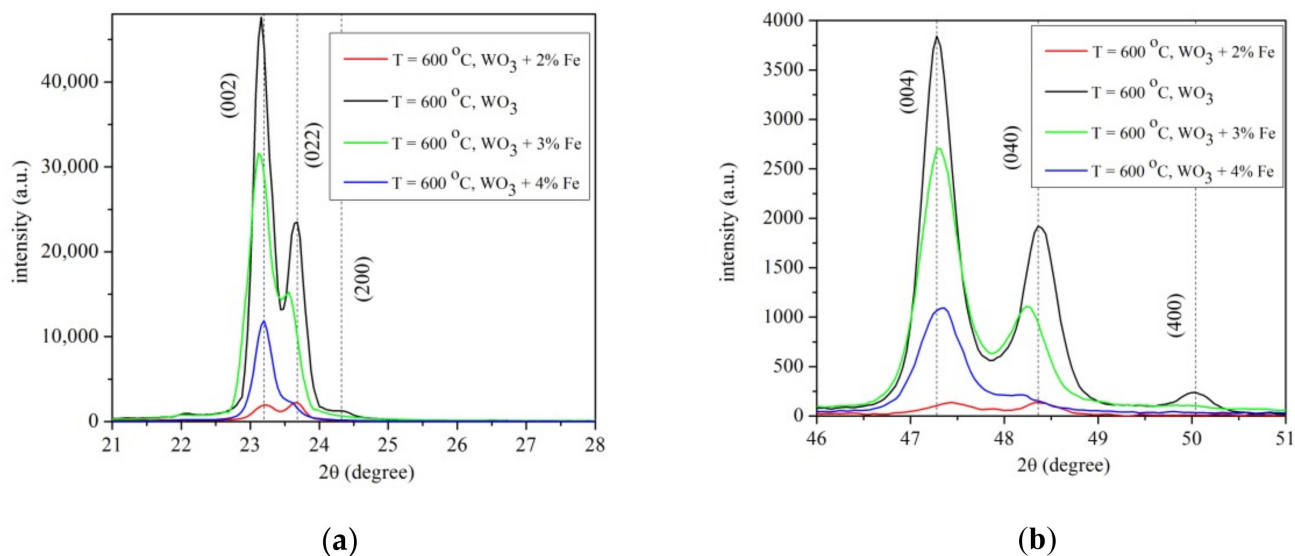 40,000
30,000
20,000
10,000
0
intensity (a.u.)
21 22 23 24 25 26 27 28
2θ (degree)
(002)
(022)
(200)
T = 600 °C, WO3 + 2% Fe
T = 600 °C, WO3
T = 600 °C, WO3 + 3% Fe
T = 600 °C, WO3 + 4% Fe
(a)
4000
3500
3000
2500
2000
1500
1000
500
0
intensity (a.u.)
46 47 48 49 50 51
2θ (degree)
(004)
(040)
(400)
T = 600 °C, WO3 + 2% Fe
T = 600 °C, WO3
T = 600 °C, WO3 + 3% Fe
T = 600 °C, WO3 + 4% Fe
(b)